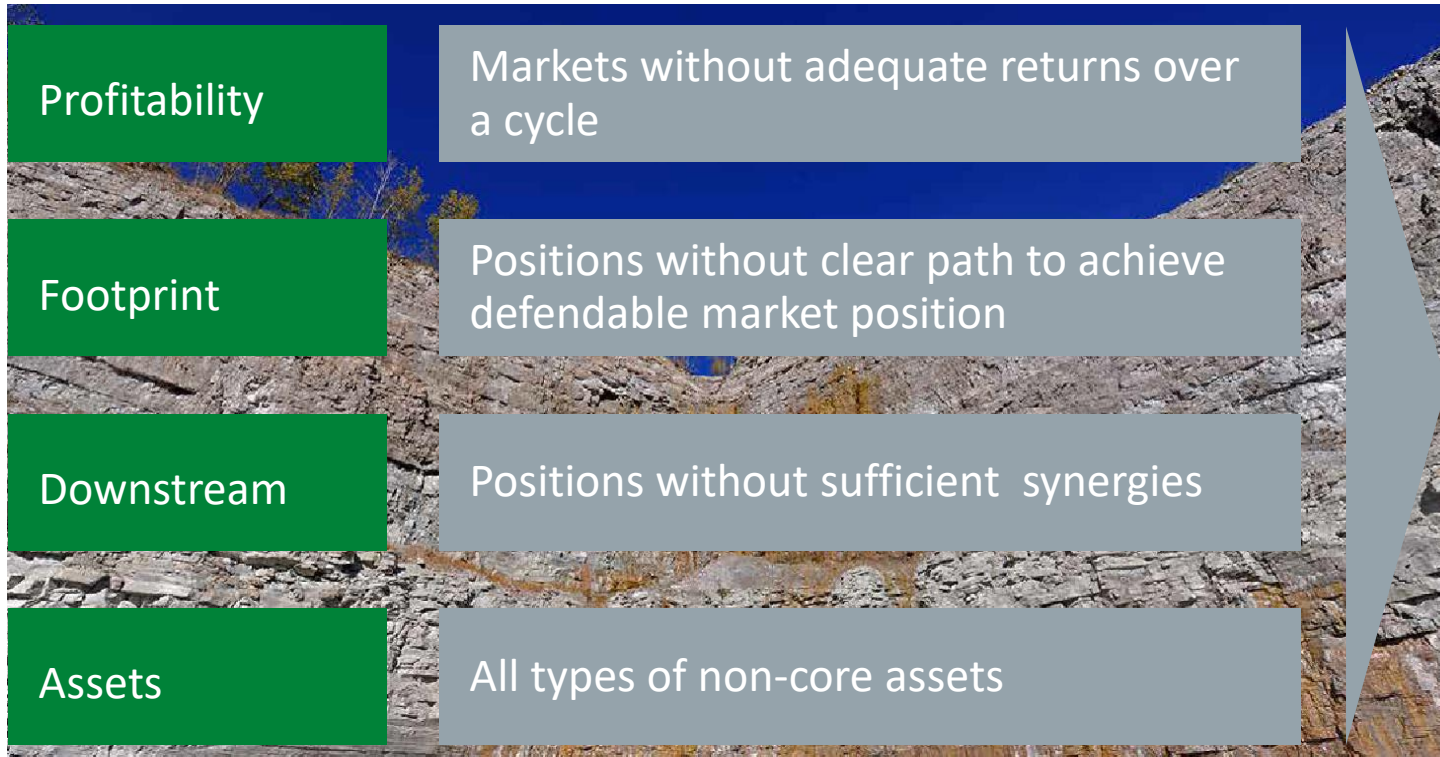 Profitability
Markets without adequate returns over
a cycle
Footprint
Positions without clear path to achieve
defendable market position
Downstream
Positions without sufficient  synergies
Assets
All types of non-core assets